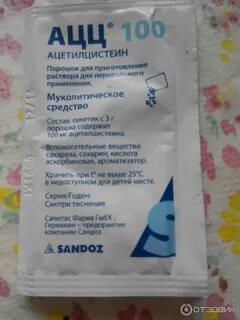 АЦЦ® 100
АЦЕТИЛЦИСТЕИН
Порошок для приготовления
раствора для перорального
применения.
Муколитическое
средство
Состав: пакетик с 3 г
порошка содержит
100 мг ацетилцистеина.
Вспомогательные вещества:
сахароза, сахарин, кислота
аскорбиновая, ароматизатор.
Хранить при t° не выше 25°С
в недоступном для детей месте.
Серия/Годен:
Смотри тиснение
Салютас Фарма ГмбХ,
Германия – предприятие
компании Сандоз
SANDOZ
ОТЗОВИК